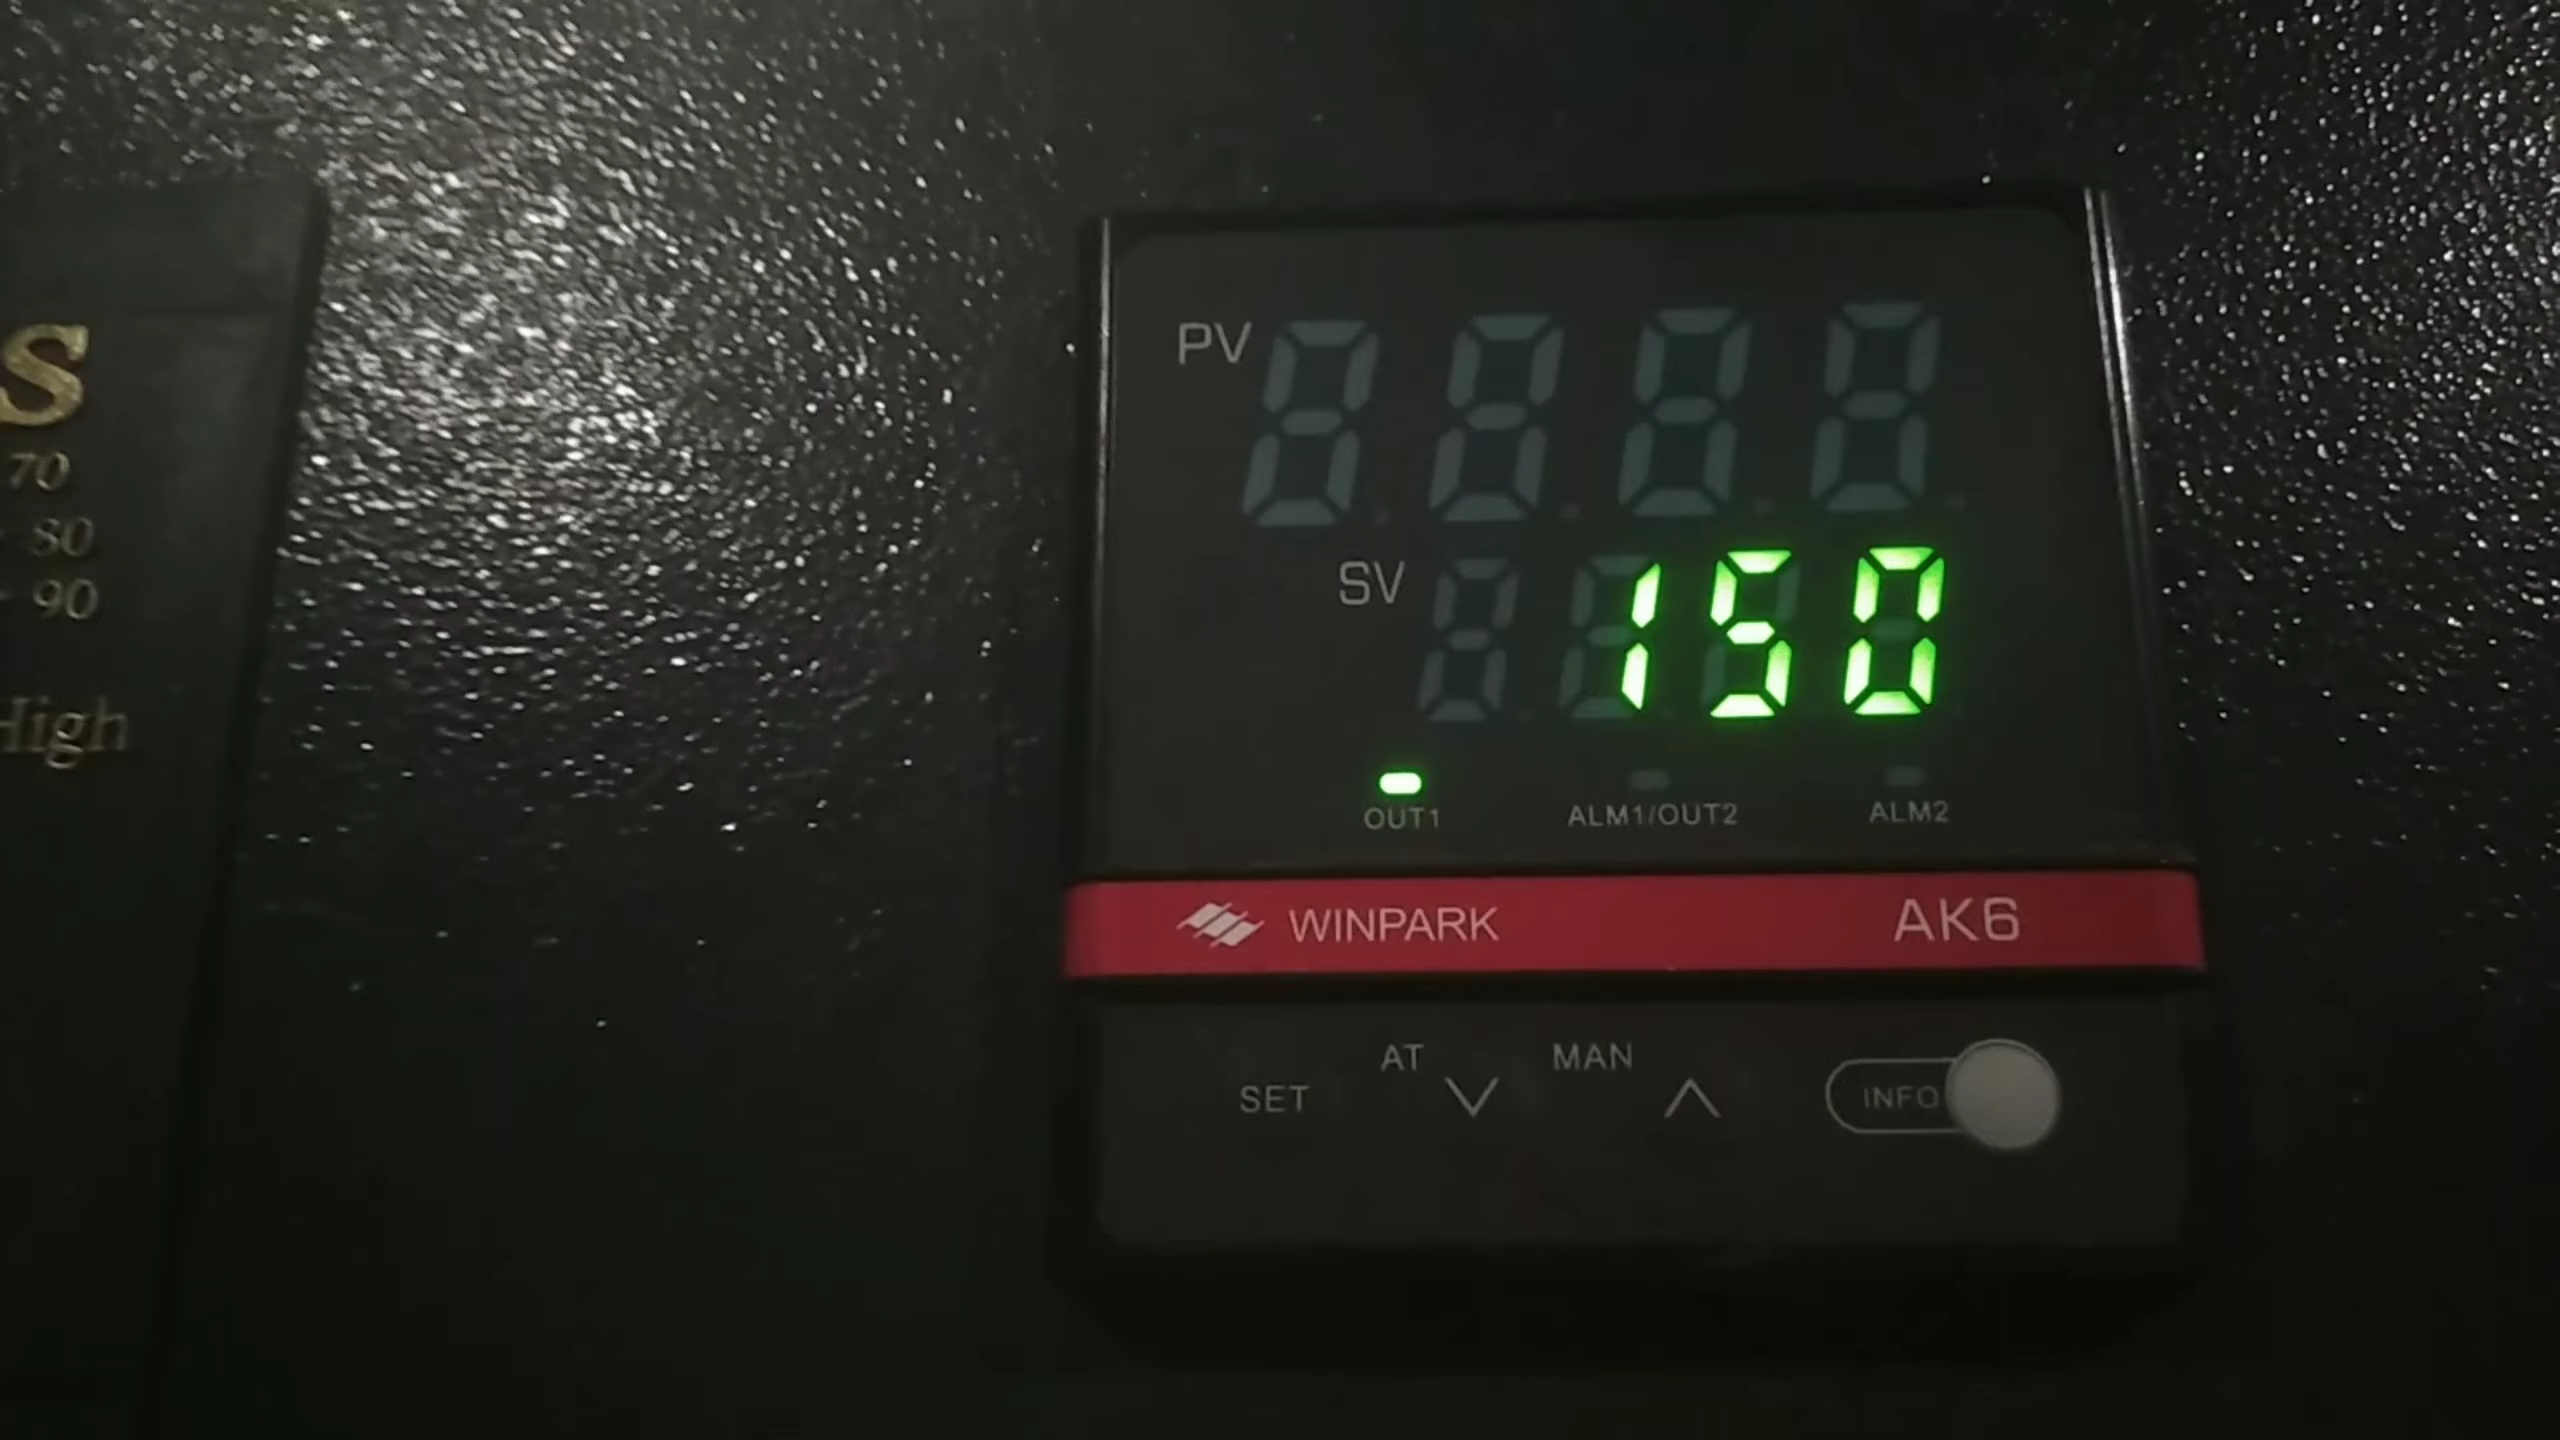 S
70
80
90
High
PV
SV 150
OUT1 ALM1/OUT2 ALM2
WINPARK AK6
AT MAN
SET INFO